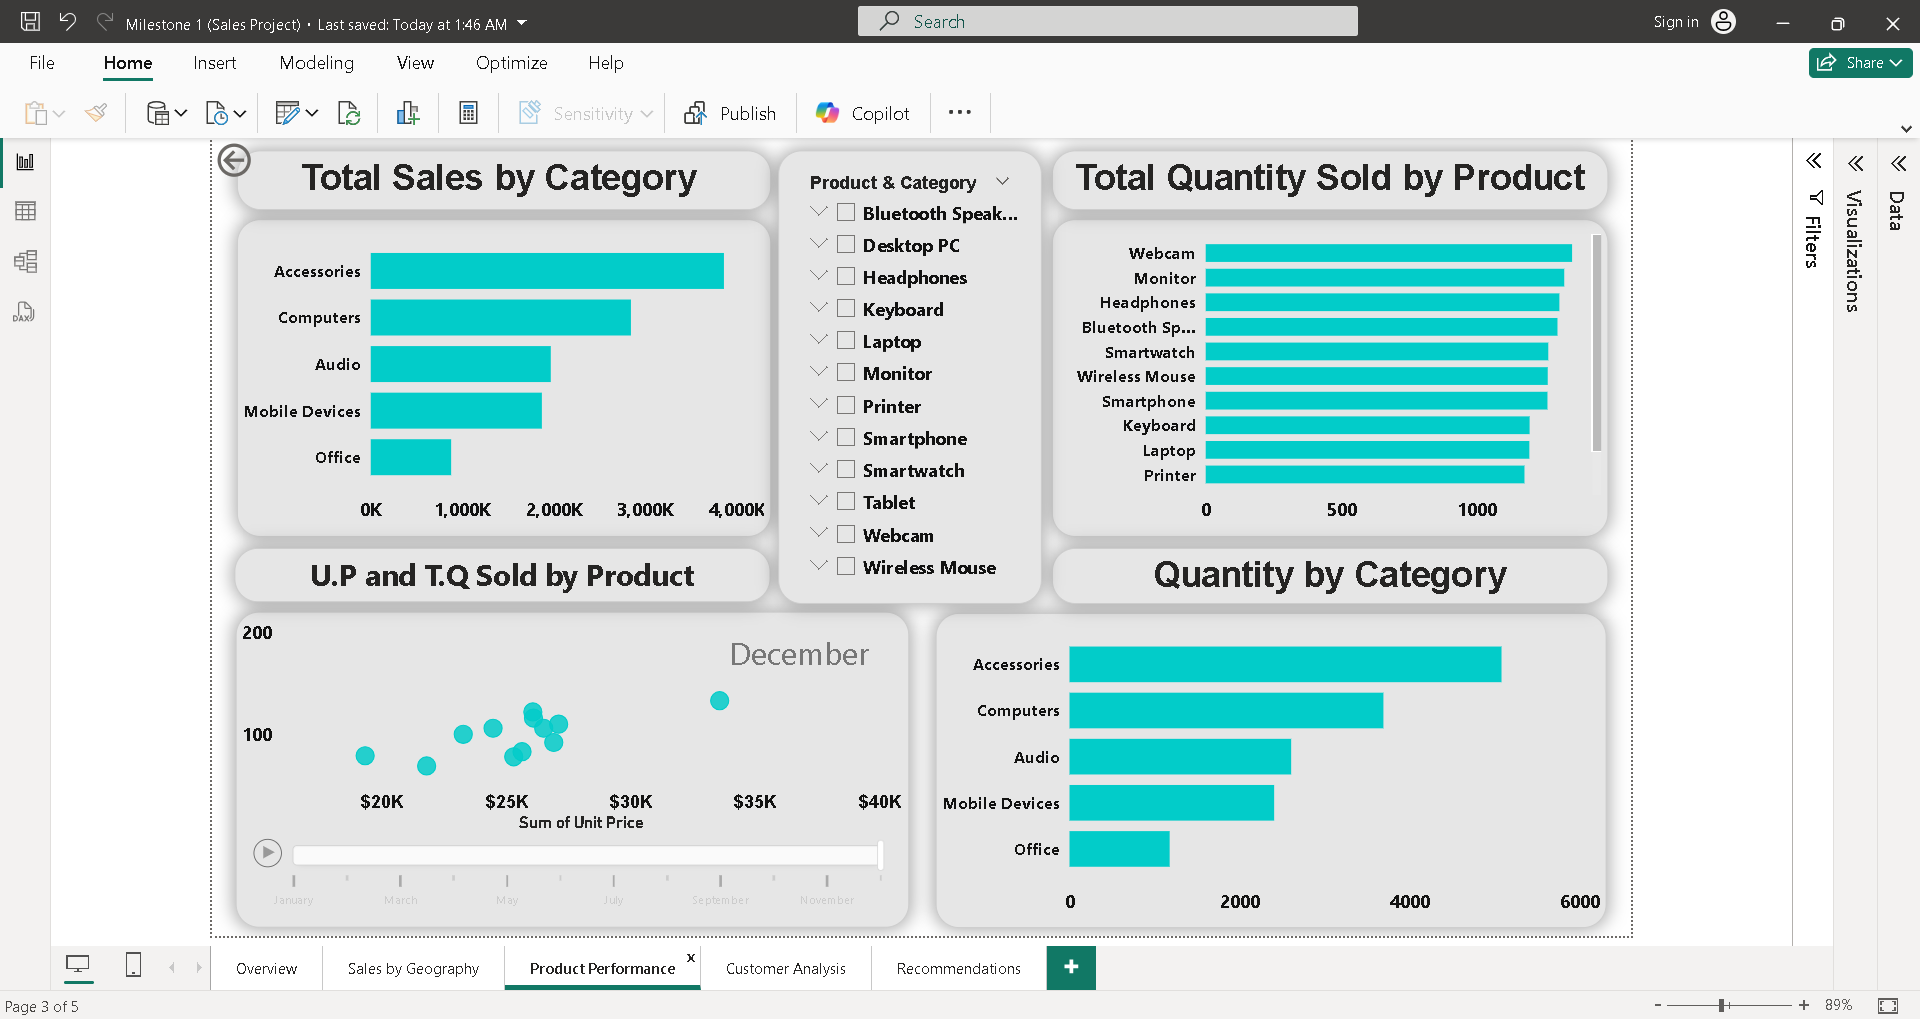 Milestone 1 (Sales Project) • Last saved: Today at 1:46 AM
Search
Sign in
File Home Insert Modeling View Optimize Help
Share
Sensitivity
Publish
Copilot
DAX
Total Sales by Category
Accessories
Computers
Audio
Mobile Devices
Office
0K 1,000K 2,000K 3,000K 4,000K
Product & Category
Bluetooth Speak...
Desktop PC
Headphones
Keyboard
Laptop
Monitor
Printer
Smartphone
Smartwatch
Tablet
Webcam
Wireless Mouse
Total Quantity Sold by Product
Webcam
Monitor
Headphones
Bluetooth Sp...
Smartwatch
Wireless Mouse
Smartphone
Keyboard
Laptop
Printer
0 500 1000
Filters
Visualizations
Data
U.P and T.Q Sold by Product
200
December
100
$20K $25K $30K $35K $40K
Sum of Unit Price
January March May July September November
Quantity by Category
Accessories
Computers
Audio
Mobile Devices
Office
0 2000 4000 6000
Overview
Sales by Geography
Product Performance x
Customer Analysis
Recommendations
+
Page 3 of 5
- + 89%